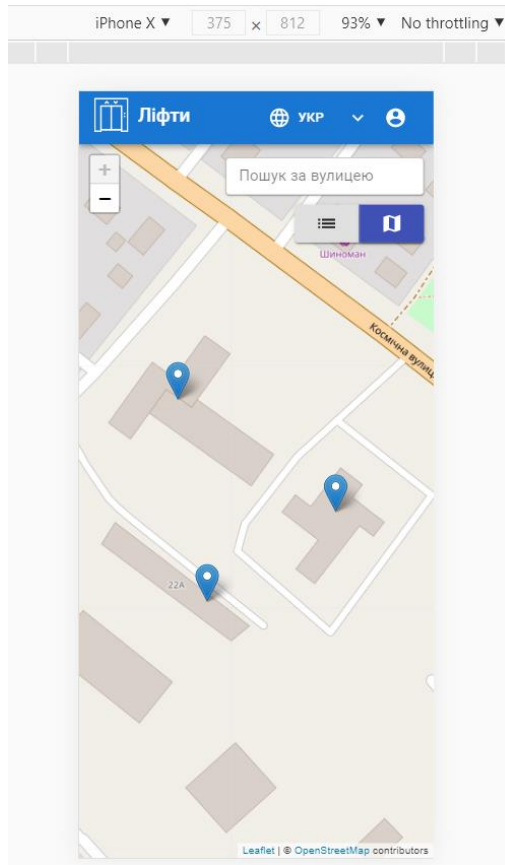 iPhone X ▼ 375 × 812 93% ▼ No throttling ▼
Ліфти УКР
+
Пошук за вулицею
−
Шиноман
Космічна вулиц
22А
Leaflet | © OpenStreetMap contributors